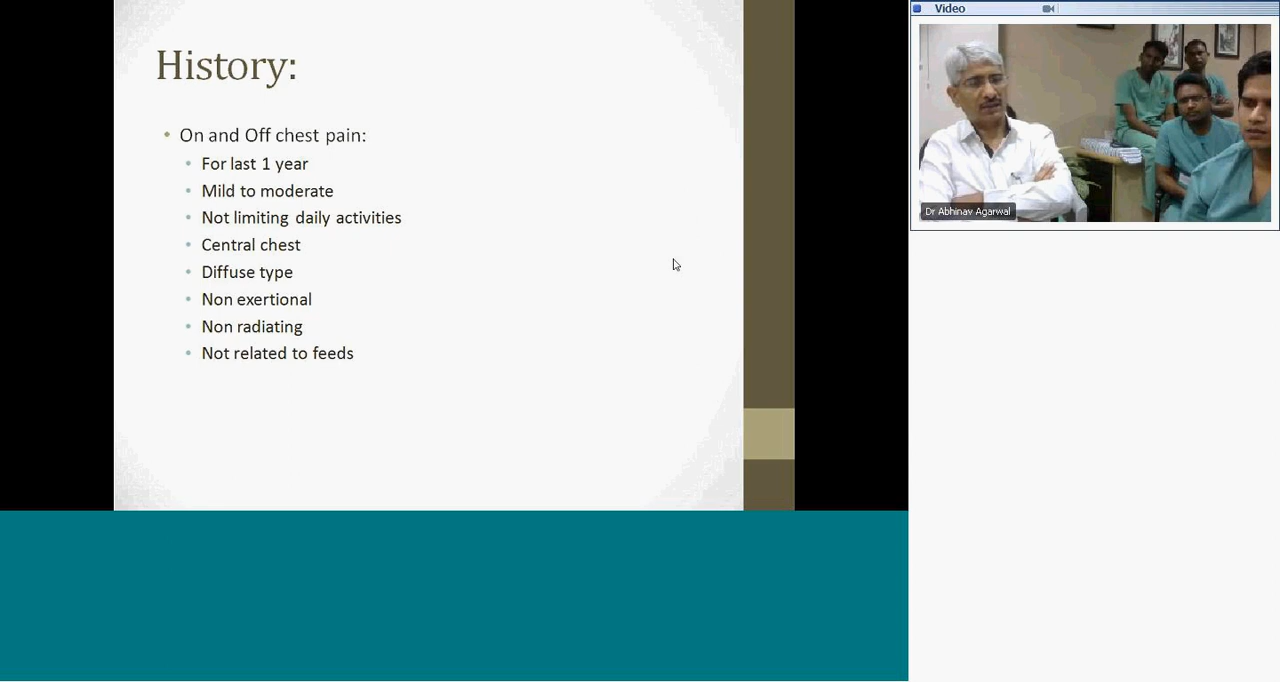 History:
On and Off chest pain:
For last 1 year
Mild to moderate
Not limiting daily activities
Central chest
Diffuse type
Non exertional
Non radiating
Not related to feeds
Video
Dr Abhinav Agarwal